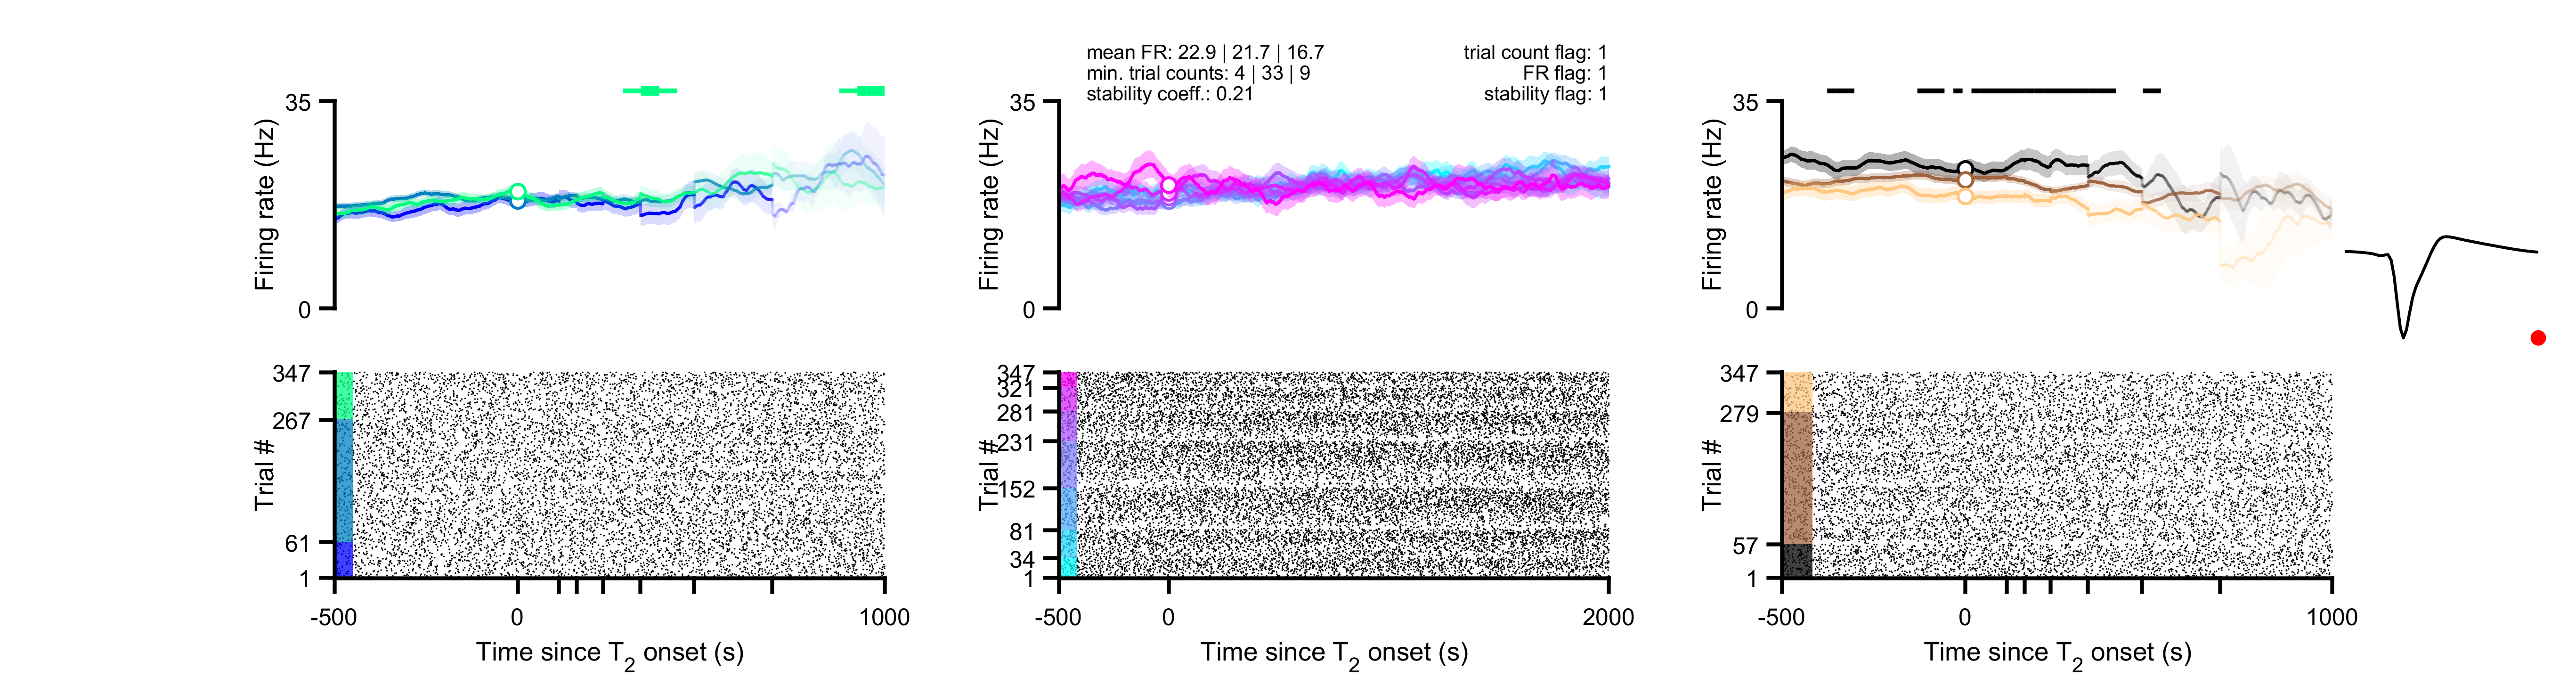 mean FR: 22.9 | 21.7 | 16.7
min. trial counts: 4 | 33 | 9
stability coeff.: 0.21
trial count flag: 1
FR flag: 1
stability flag: 1
35
0
Firing rate (Hz)
35
0
Firing rate (Hz)
35
0
Firing rate (Hz)
347
267
61
1
Trial #
-500
0
1000
Time since T2 onset (s)
347
321
281
231
152
81
34
1
Trial #
-500
0
2000
Time since T2 onset (s)
347
279
57
1
Trial #
-500
0
1000
Time since T2 onset (s)